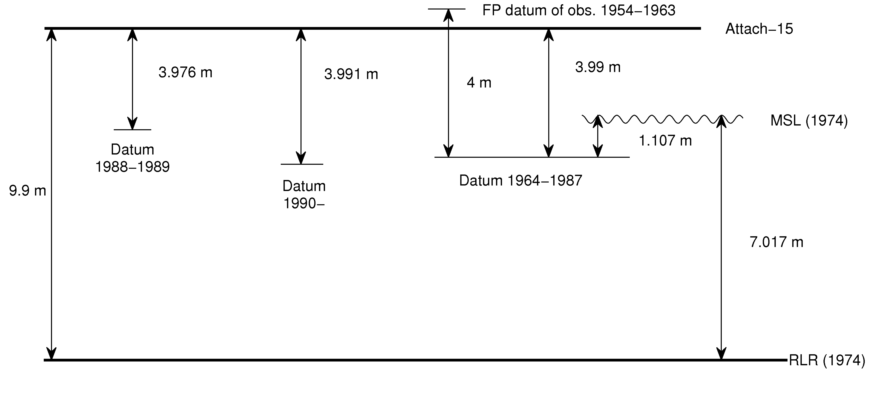 FP datum of obs. 1954−1963
Attach−15
3.976 m
3.991 m
4 m
3.99 m
MSL (1974)
1.107 m
Datum
1988−1989
Datum
1990−
Datum 1964−1987
9.9 m
7.017 m
RLR (1974)